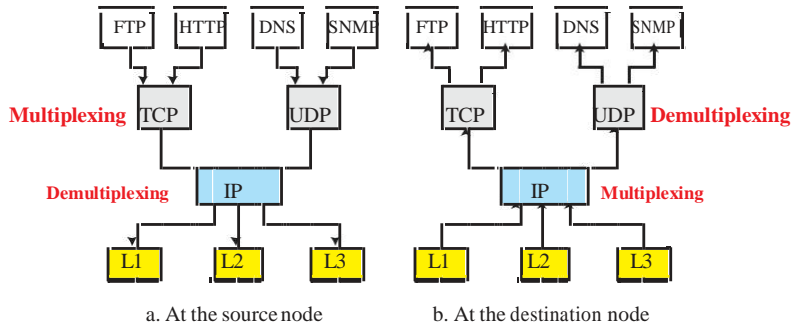 FTP HTTP DNS SNMP FTP HTTP DNS SNMP
Multiplexing TCP UDP TCP UDP Demultiplexing
Demultiplexing IP IP Multiplexing
L1 L2 L3 L1 L2 L3
a. At the source node b. At the destination node